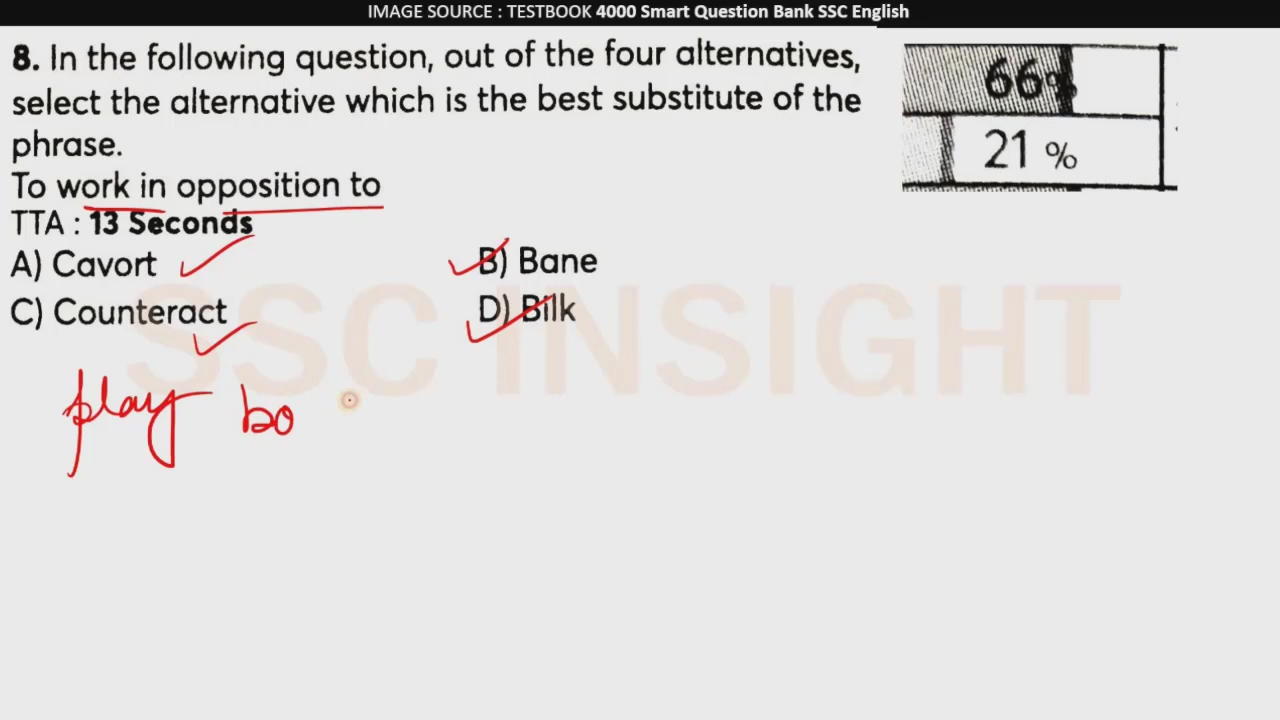 IMAGE SOURCE : TESTBOOK 4000 Smart Question Bank SSC English
8. In the following question, out of the four alternatives,
select the alternative which is the best substitute of the
phrase.
To work in opposition to
TTA : 13 Seconds
A) Cavort
B) Bane
C) Counteract
D) Bilk
66%
21 %
SSC INSIGHT
play bo